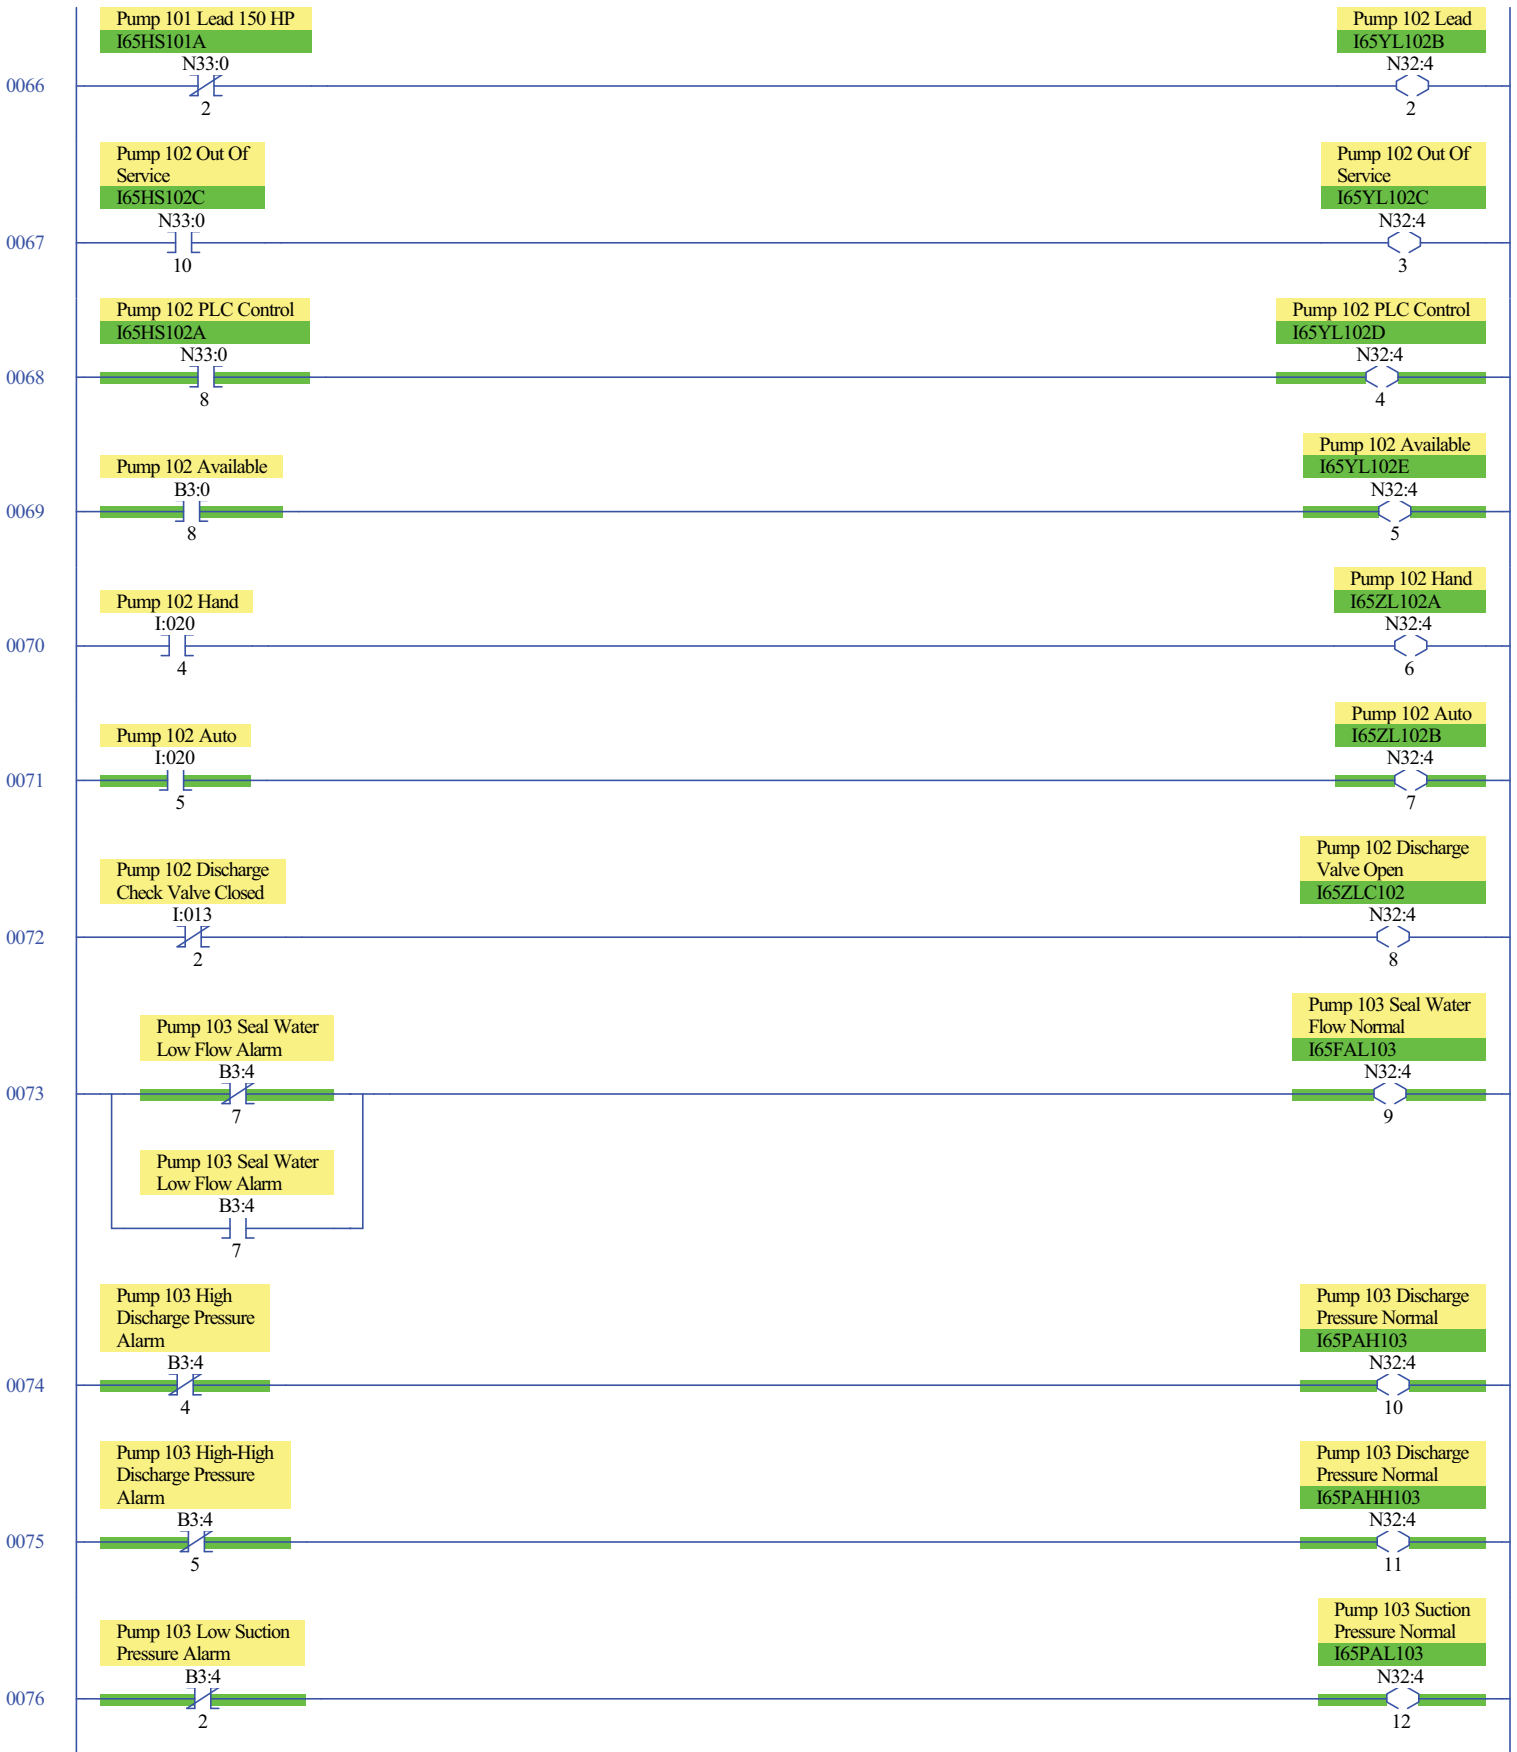 Pump 101 Lead 150 HP
I65HS101A
N33:0
2
Pump 102 Lead
I65YL102B
N32:4
2
0066
Pump 102 Out Of
Service
I65HS102C
N33:0
10
Pump 102 Out Of
Service
I65YL102C
N32:4
3
0067
Pump 102 PLC Control
I65HS102A
N33:0
8
Pump 102 PLC Control
I65YL102D
N32:4
4
0068
Pump 102 Available
B3:0
8
Pump 102 Available
I65YL102E
N32:4
5
0069
Pump 102 Hand
I:020
4
Pump 102 Hand
I65ZL102A
N32:4
6
0070
Pump 102 Auto
I:020
5
Pump 102 Auto
I65ZL102B
N32:4
7
0071
Pump 102 Discharge
Check Valve Closed
I:013
2
Pump 102 Discharge
Valve Open
I65ZLC102
N32:4
8
0072
Pump 103 Seal Water
Low Flow Alarm
B3:4
7
Pump 103 Seal Water
Flow Normal
I65FAL103
N32:4
9
0073
Pump 103 Seal Water
Low Flow Alarm
B3:4
7
Pump 103 High
Discharge Pressure
Alarm
B3:4
4
Pump 103 Discharge
Pressure Normal
I65PAH103
N32:4
10
0074
Pump 103 High-High
Discharge Pressure
Alarm
B3:4
5
Pump 103 Discharge
Pressure Normal
I65PAHH103
N32:4
11
0075
Pump 103 Low Suction
Pressure Alarm
B3:4
2
Pump 103 Suction
Pressure Normal
I65PAL103
N32:4
12
0076